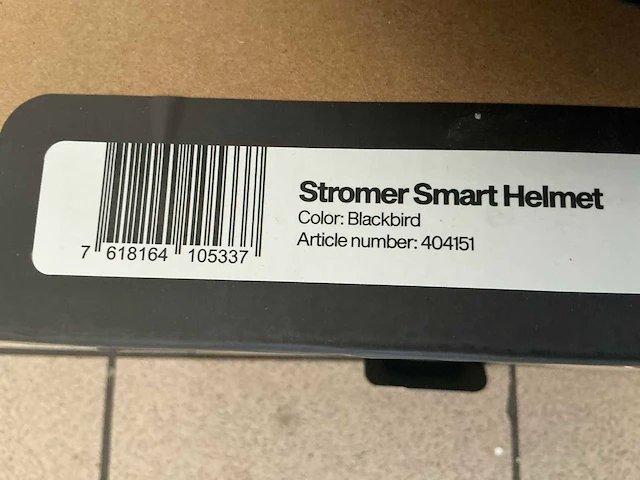 Stromer Smart Helmet
Color: Blackbird
Article number: 404151
7 618164 105337